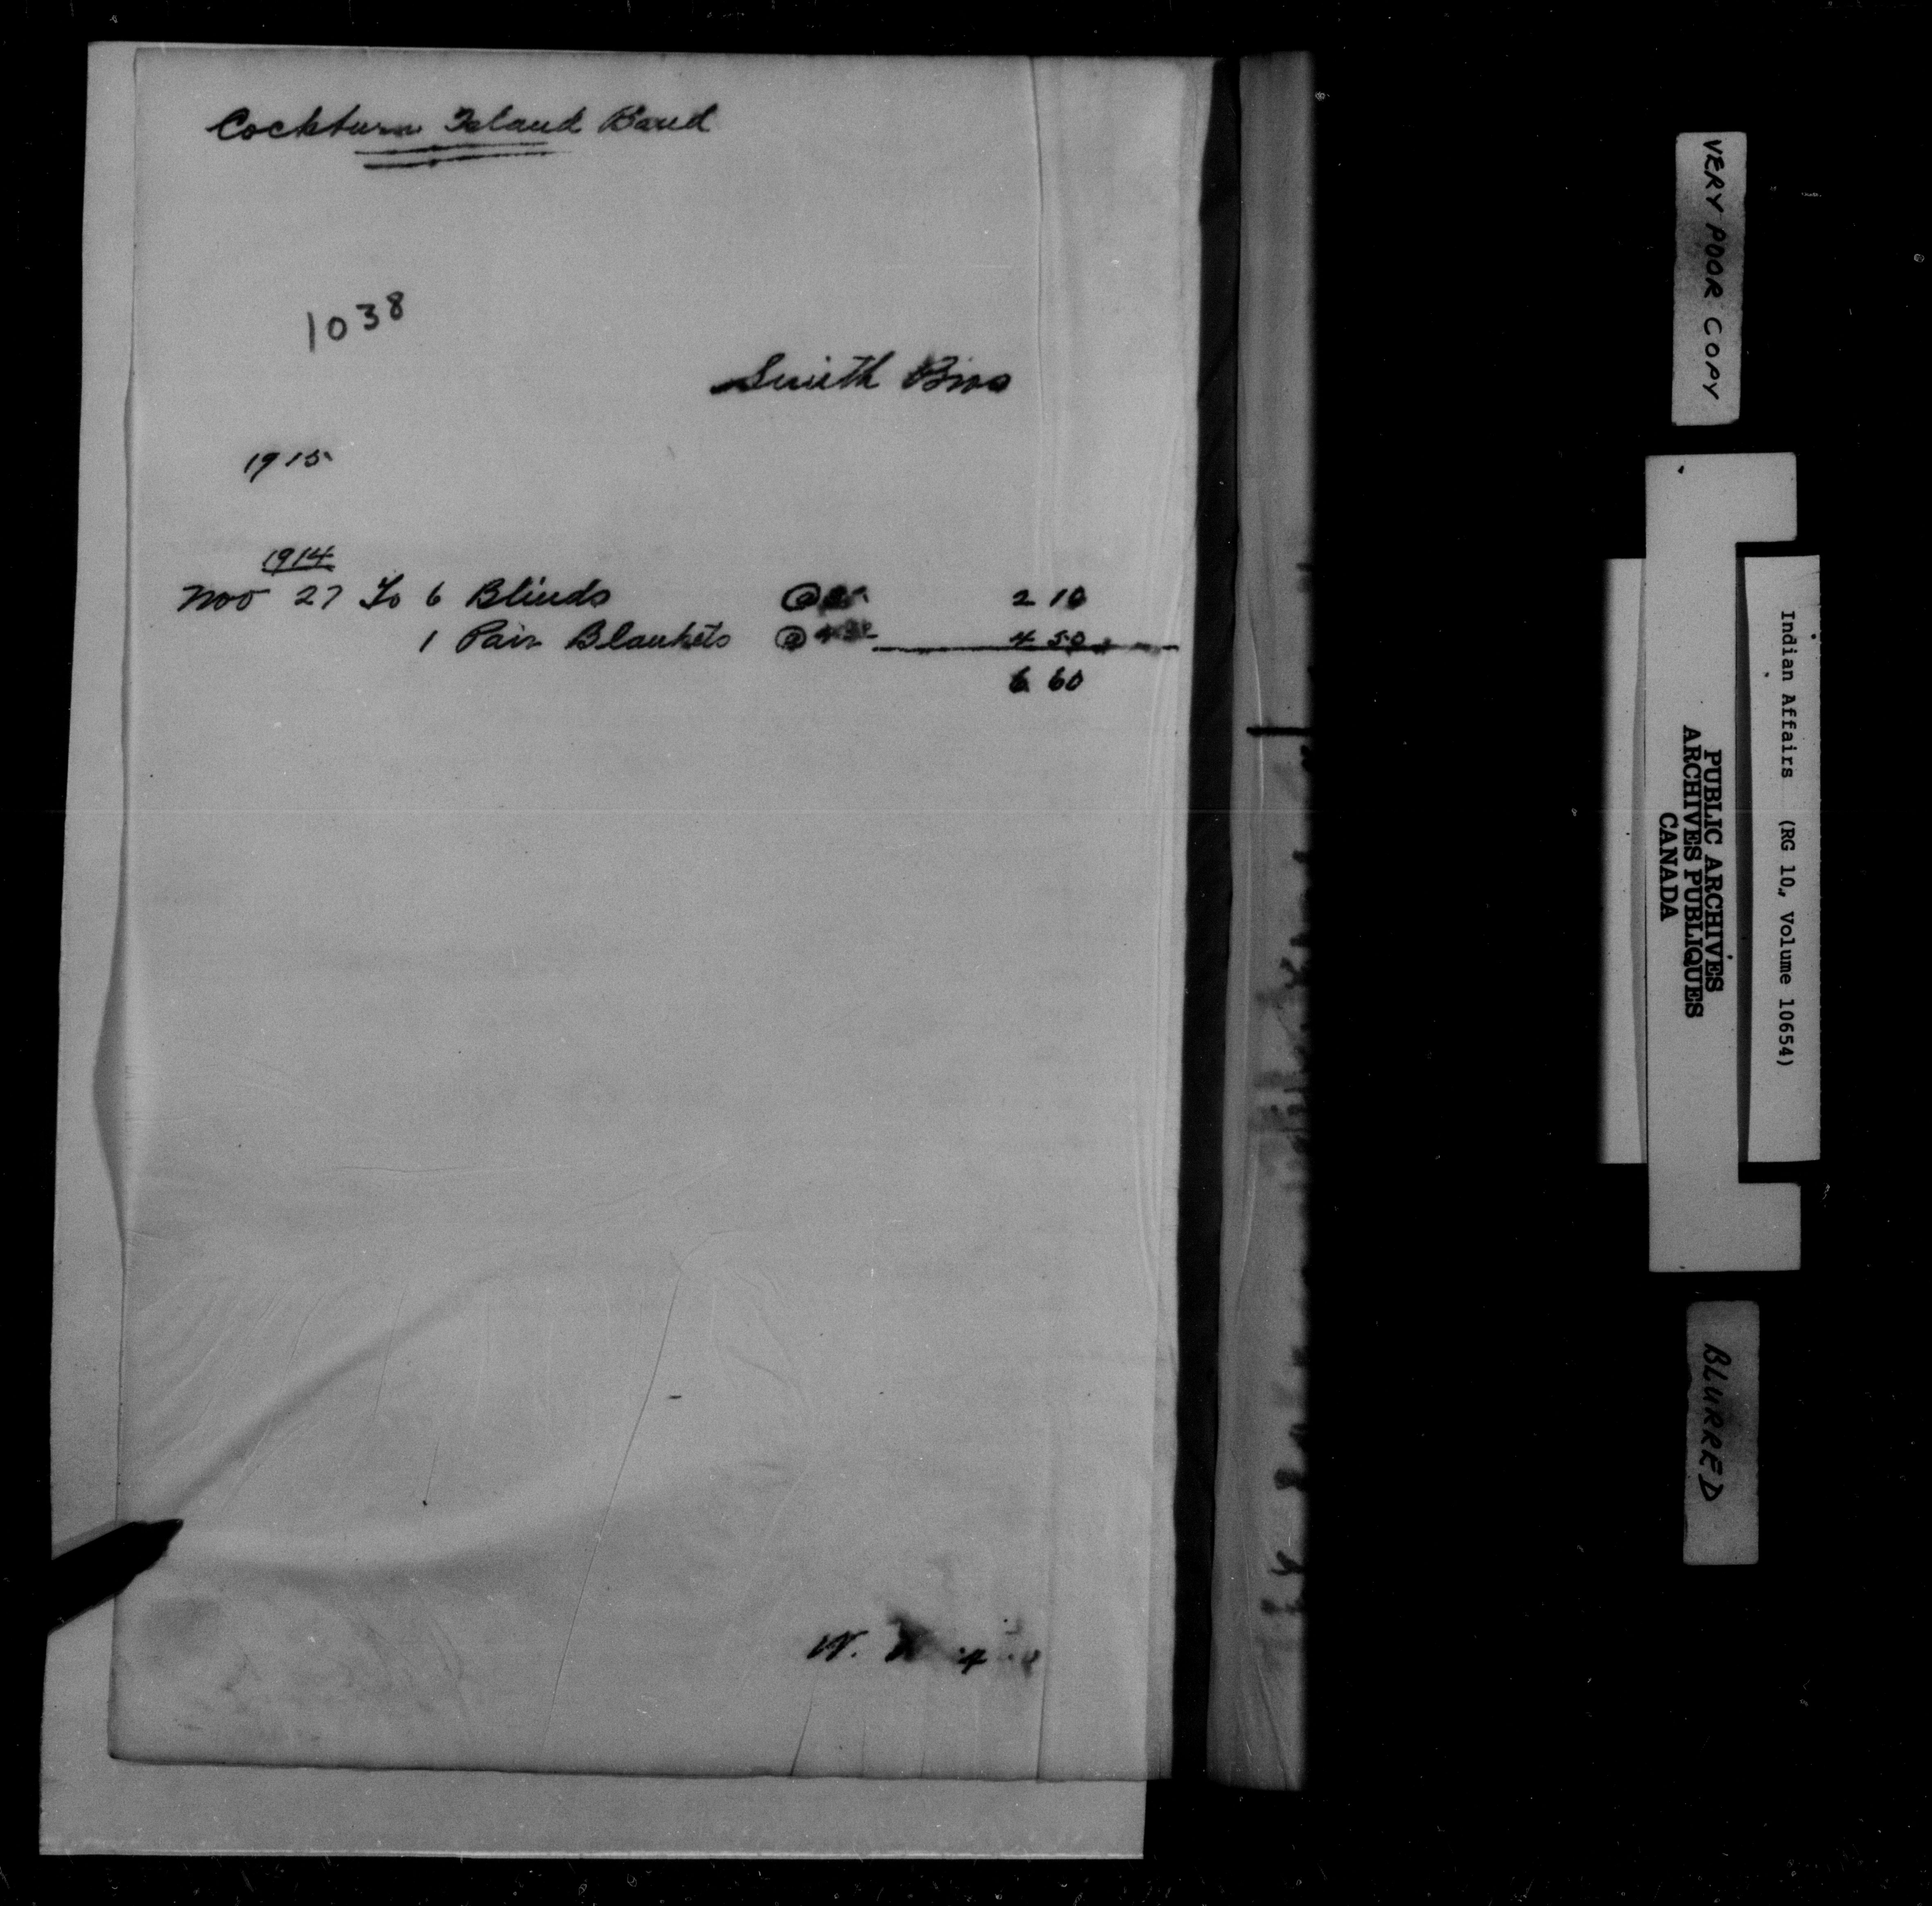 Cockburn Island Band
1038
Smith Bros
1915
1914
Nov 27 To 6 Blinds @ 2 10
1 Pair Blankets @ 4 50
6 60
W.
VERY POOR COPY
Indian Affairs (RG 10, Volume 10654)
PUBLIC ARCHIVES
ARCHIVES PUBLIQUES
CANADA
BLURRED